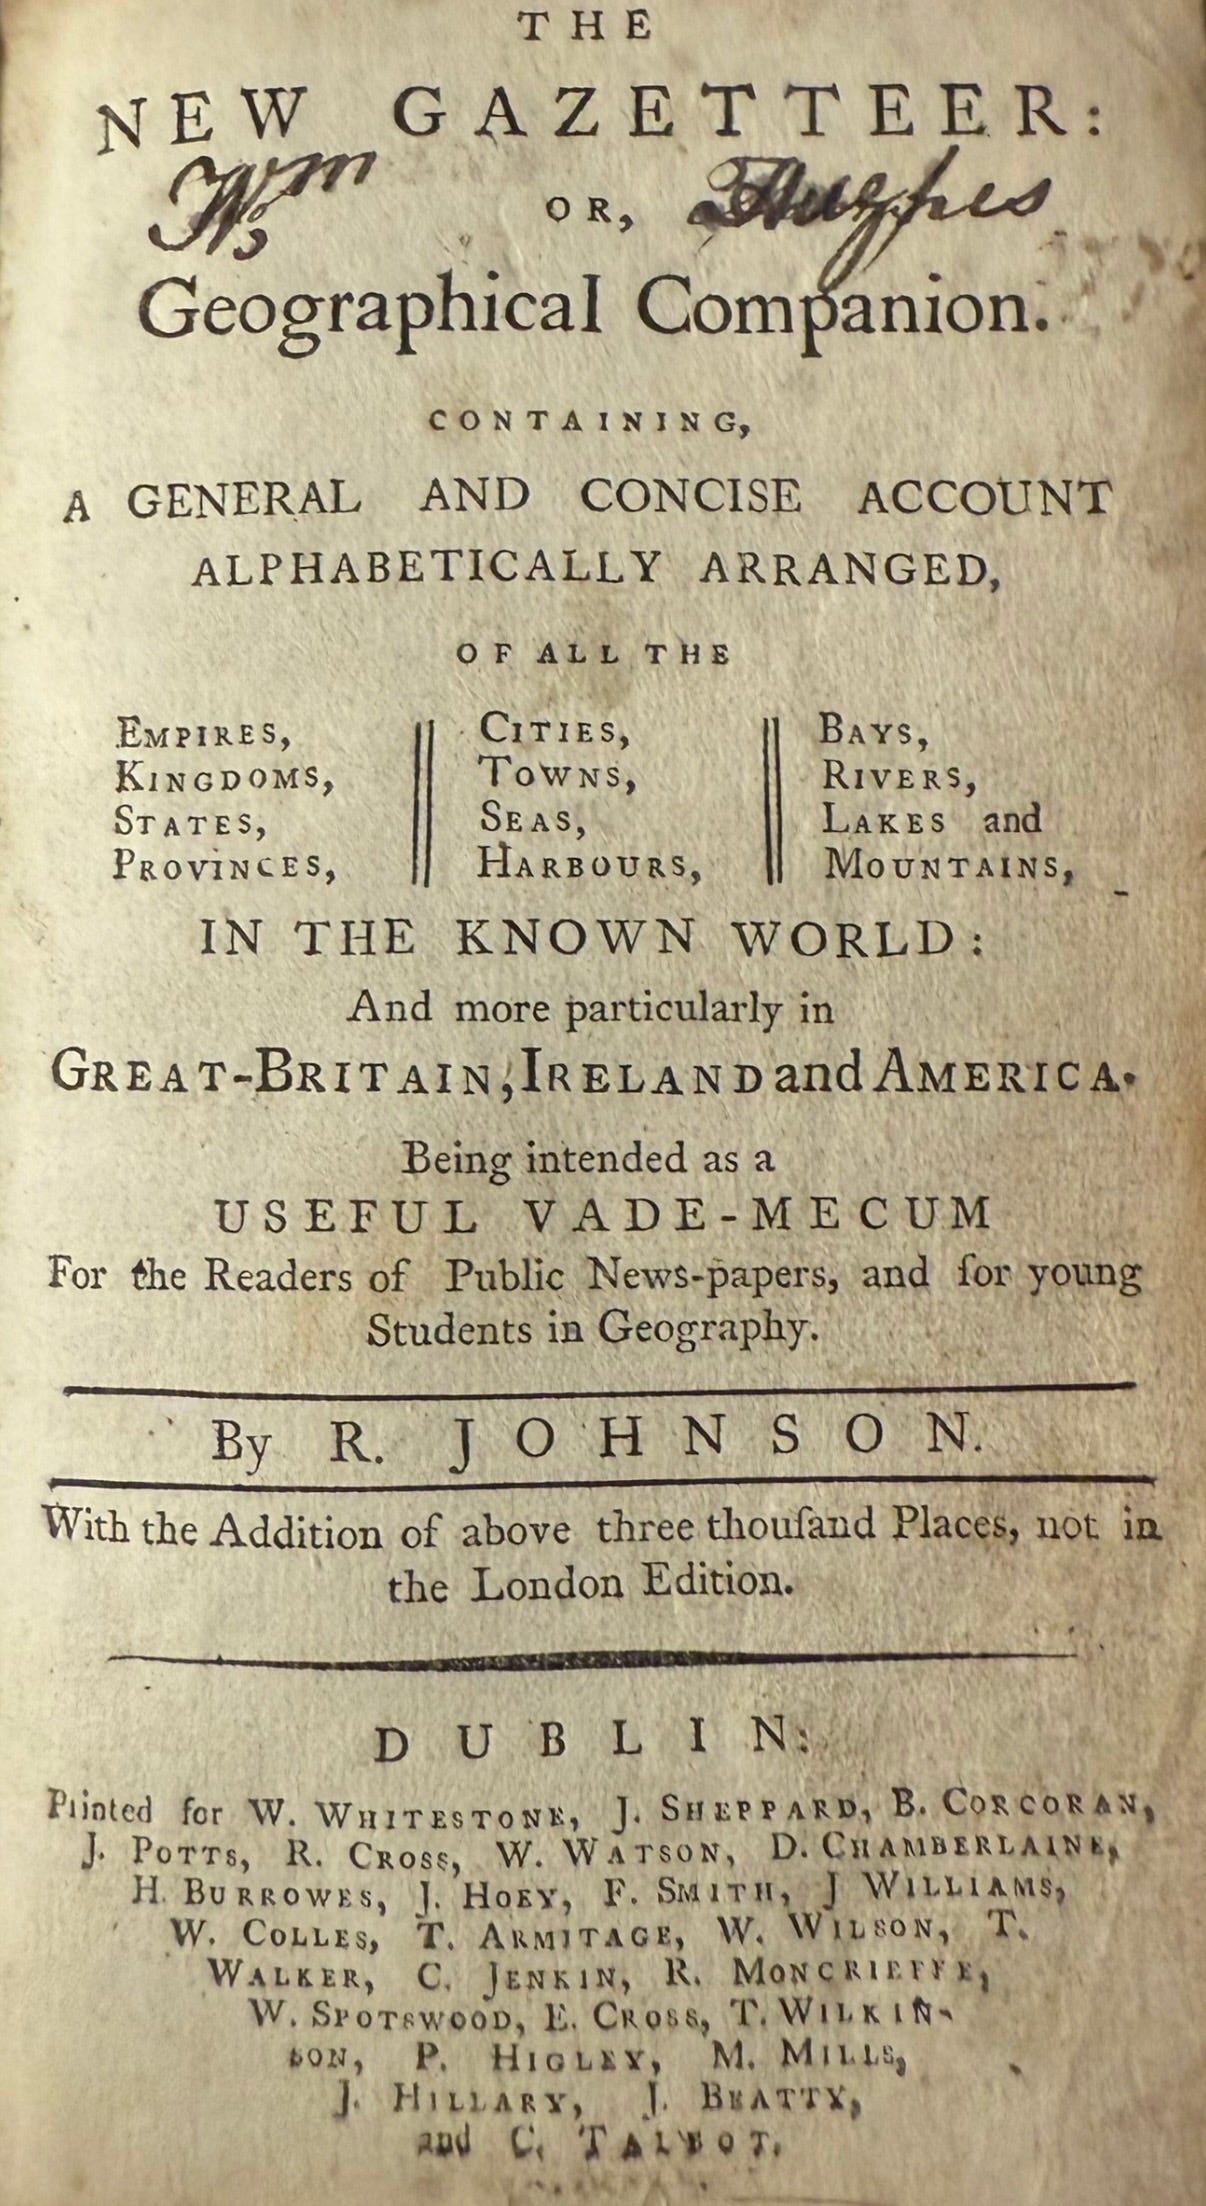 THE
NEW GAZETTEER:
Wm OR, Hughes
Geographical Companion.
CONTAINING,
A GENERAL AND CONCISE ACCOUNT
ALPHABETICALLY ARRANGED,
OF ALL THE
EMPIRES, CITIES, BAYS,
KINGDOMS, TOWNS, RIVERS,
STATES, SEAS, LAKES and
PROVINCES, HARBOURS, MOUNTAINS,
IN THE KNOWN WORLD:
And more particularly in
GREAT-BRITAIN, IRELAND and AMERICA.
Being intended as a
USEFUL VADE-MECUM
For the Readers of Public News-papers, and for young
Students in Geography.
By R. JOHNSON.
With the Addition of above three thouſand Places, not in
the London Edition.
DUBLIN:
Printed for W. WHITESTONE, J. SHEPPARD, B. CORCORAN,
J. POTTS, R. CROSS, W. WATSON, D. CHAMBERLAINE,
H. BURROWES, J. HOEY, F. SMITH, J WILLIAMS,
W. COLLES, T. ARMITAGE, W. WILSON, T.
WALKER, C. JENKIN, R. MONCRIEFFE,
W. SPOTSWOOD, E. CROSS, T. WILKIN-
SON, P. HIGLEY, M. MILLS,
J. HILLARY, J. BEATTY,
and C. TALBOT.